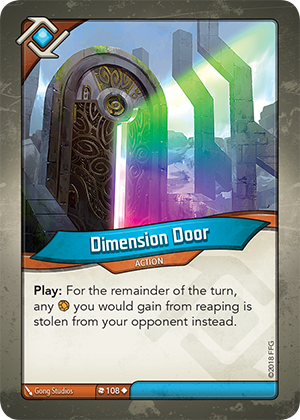 Dimension Door
ACTION
Play: For the remainder of the turn,
any you would gain from reaping is
stolen from your opponent instead.
Gong Studios
108
©2018 FFG